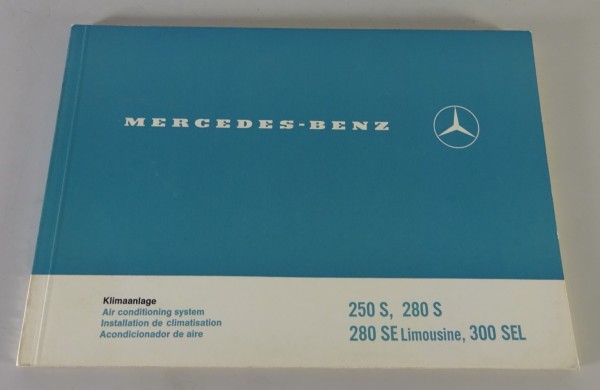 MERCEDES-BENZ
Klimaanlage
Air conditioning system
Installation de climatisation
Acondicionador de aire
250 S, 280 S
280 SE Limousine, 300 SEL